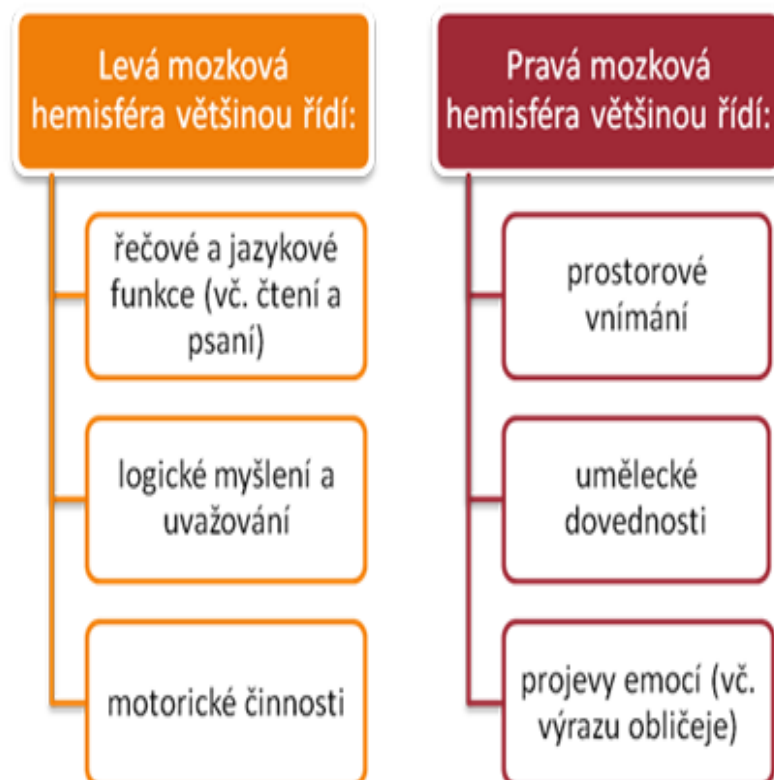 Levá mozková
hemisféra většinou řídí:
řečové a jazykové
funkce (vč. čtení a
psaní)
logické myšlení a
uvažování
motorické činnosti
Pravá mozková
hemisféra většinou řídí:
prostorové
vnímání
umělecké
dovednosti
projevy emocí (vč.
výrazu obličeje)